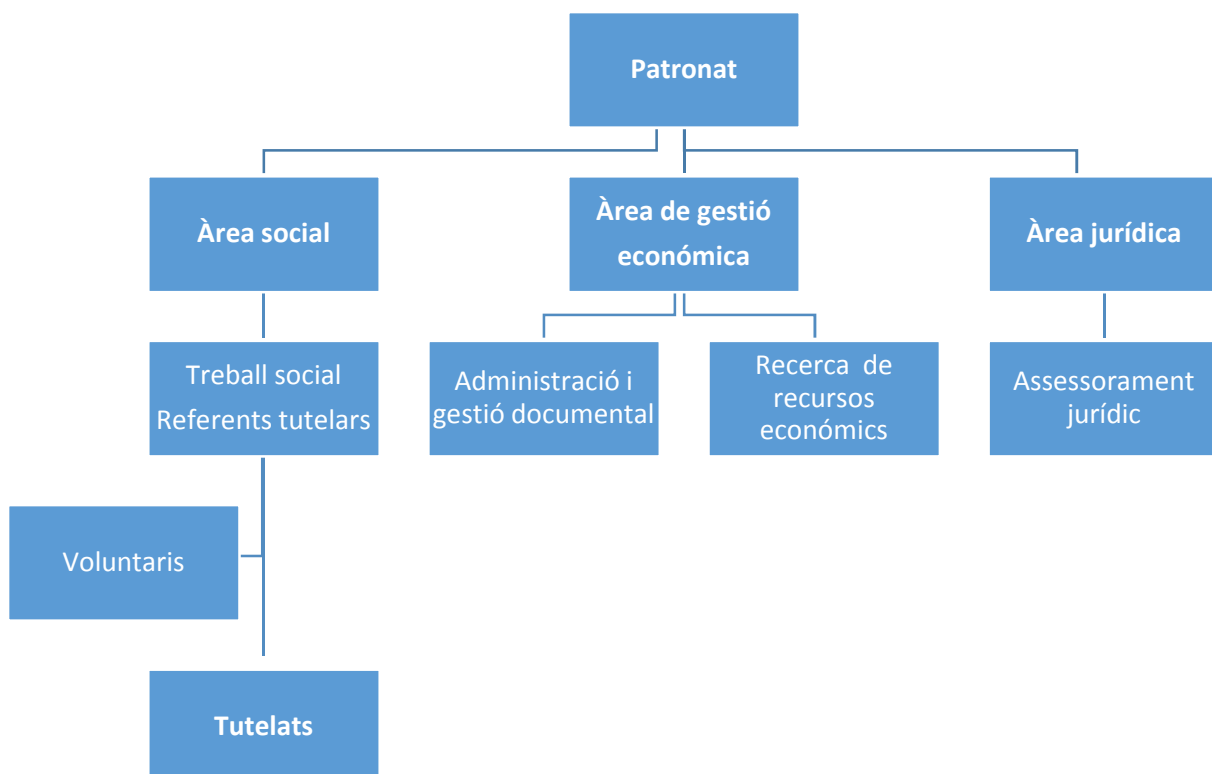 Patronat
Àrea social
Àrea de gestió
económica
Àrea jurídica
Treball social
Referents tutelars
Administració i
gestió documental
Recerca de
recursos
económics
Assessorament
jurídic
Voluntaris
Tutelats